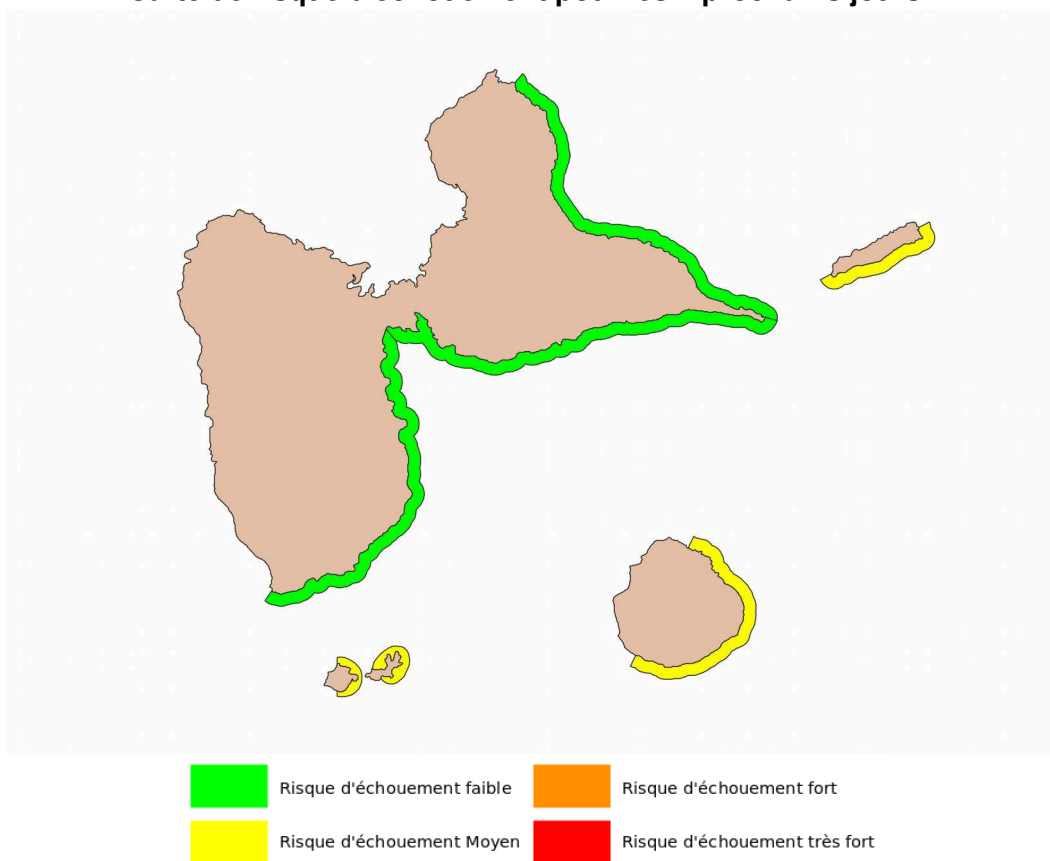 Risque d'échouement faible
Risque d'échouement fort
Risque d'échouement Moyen
Risque d'échouement très fort